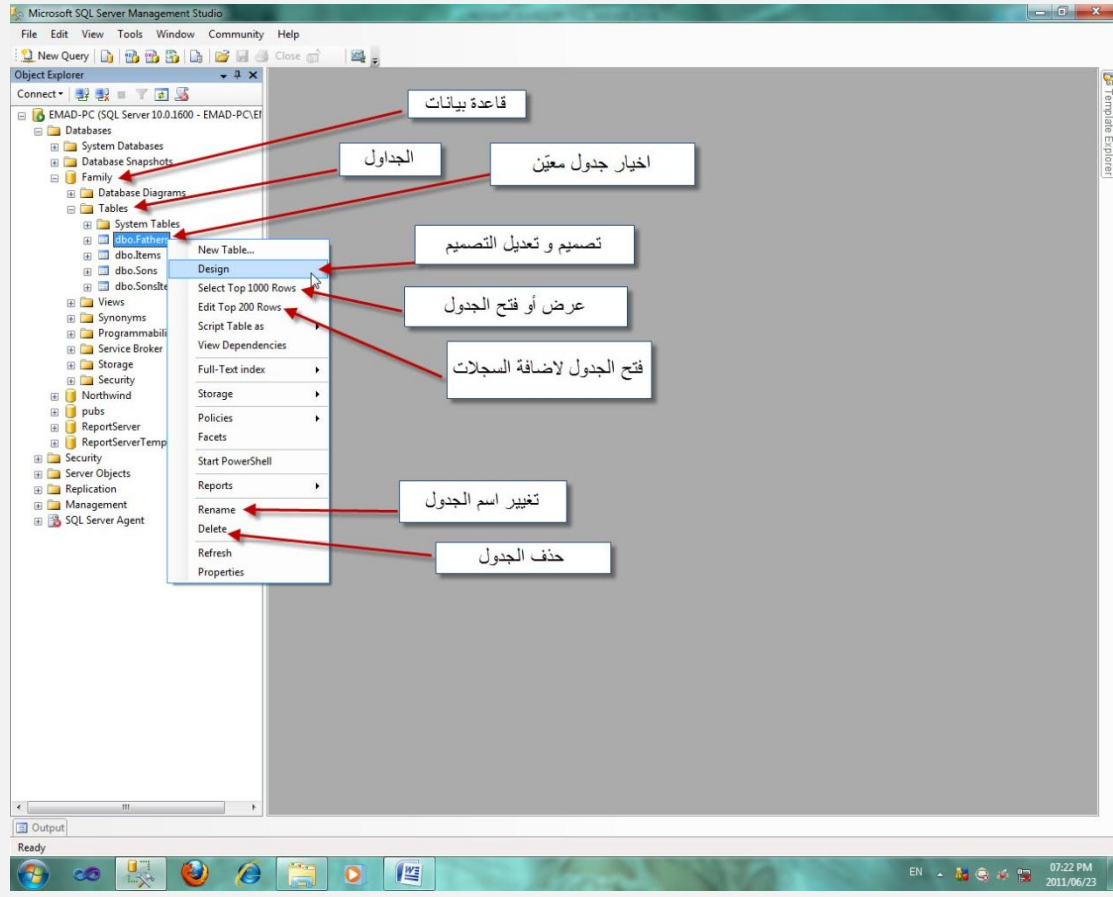 Microsoft SQL Server Management Studio
File Edit View Tools Window Community Help
New Query Close
Object Explorer
Connect
EMAD-PC (SQL Server 10.0.1600 - EMAD-PC\
Databases
System Databases
Database Snapshots
Family
Database Diagrams
Tables
System Tables
dbo.Fathers
dbo.Items
dbo.Sons
dbo.SonsIte
Views
Synonyms
Programmabili
Service Broker
Storage
Security
Northwind
pubs
ReportServer
ReportServerTemp
Security
Server Objects
Replication
Management
SQL Server Agent
New Table...
Design
Select Top 1000 Rows
Edit Top 200 Rows
Script Table as
View Dependencies
Full-Text index
Storage
Policies
Facets
Start PowerShell
Reports
Rename
Delete
Refresh
Properties
قاعدة بيانات
الجداول
اخيار جدول معيّن
تصميم و تعديل التصميم
عرض أو فتح الجدول
فتح الجدول لاضافة السجلات
تغيير اسم الجدول
حذف الجدول
Template Explorer
Output
Ready
EN
07:22 PM
2011/06/23